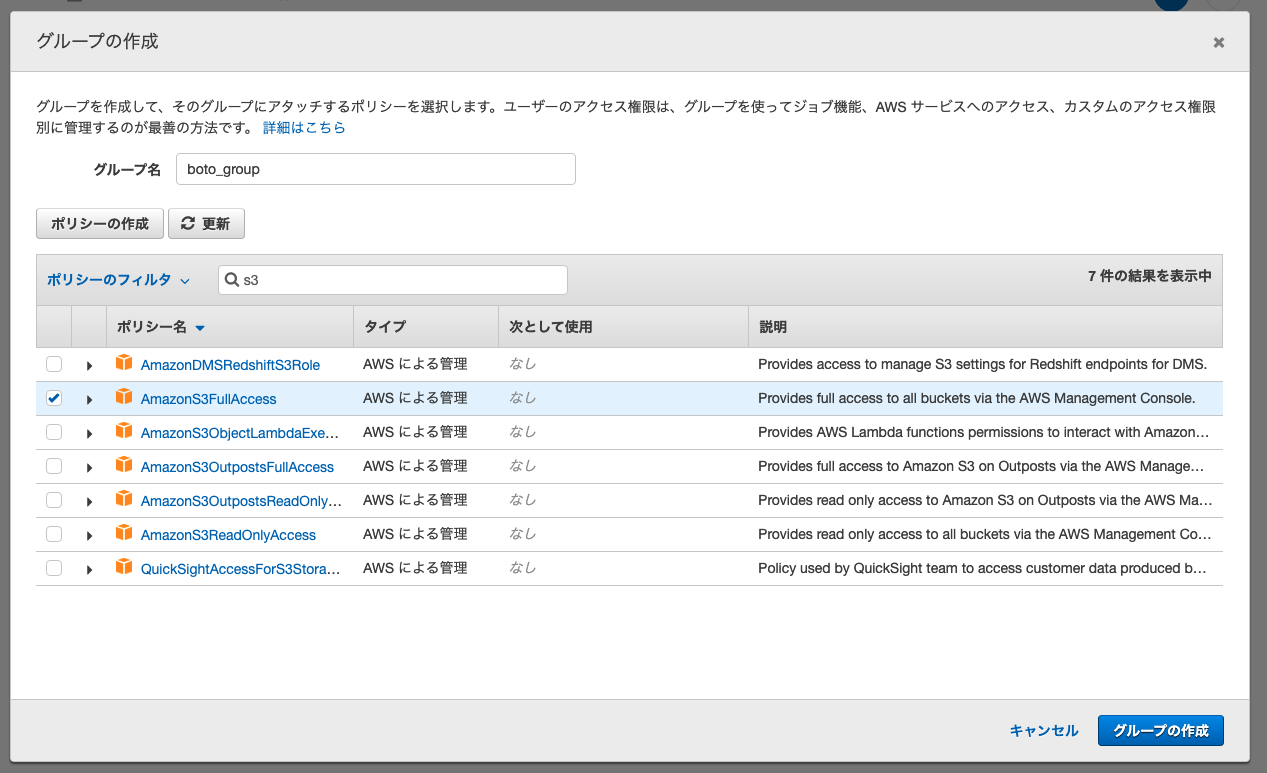 グループの作成
グループを作成して、そのグループにアタッチするポリシーを選択します。ユーザーのアクセス権限は、グループを使ってジョブ機能、AWS サービスへのアクセス、カスタムのアクセス権限
別に管理するのが最善の方法です。 詳細はこちら
グループ名 boto_group
ポリシーの作成 更新
ポリシーのフィルタ s3 7 件の結果を表示中
ポリシー名 タイプ 次として使用 説明
AmazonDMSRedshiftS3Role AWS による管理 なし Provides access to manage S3 settings for Redshift endpoints for DMS.
AmazonS3FullAccess AWS による管理 なし Provides full access to all buckets via the AWS Management Console.
AmazonS3ObjectLambdaExe... AWS による管理 なし Provides AWS Lambda functions permissions to interact with Amazon...
AmazonS3OutpostsFullAccess AWS による管理 なし Provides full access to Amazon S3 on Outposts via the AWS Manage...
AmazonS3OutpostsReadOnly... AWS による管理 なし Provides read only access to Amazon S3 on Outposts via the AWS Ma...
AmazonS3ReadOnlyAccess AWS による管理 なし Provides read only access to all buckets via the AWS Management Co...
QuickSightAccessForS3Stora... AWS による管理 なし Policy used by QuickSight team to access customer data produced b...
キャンセル グループの作成